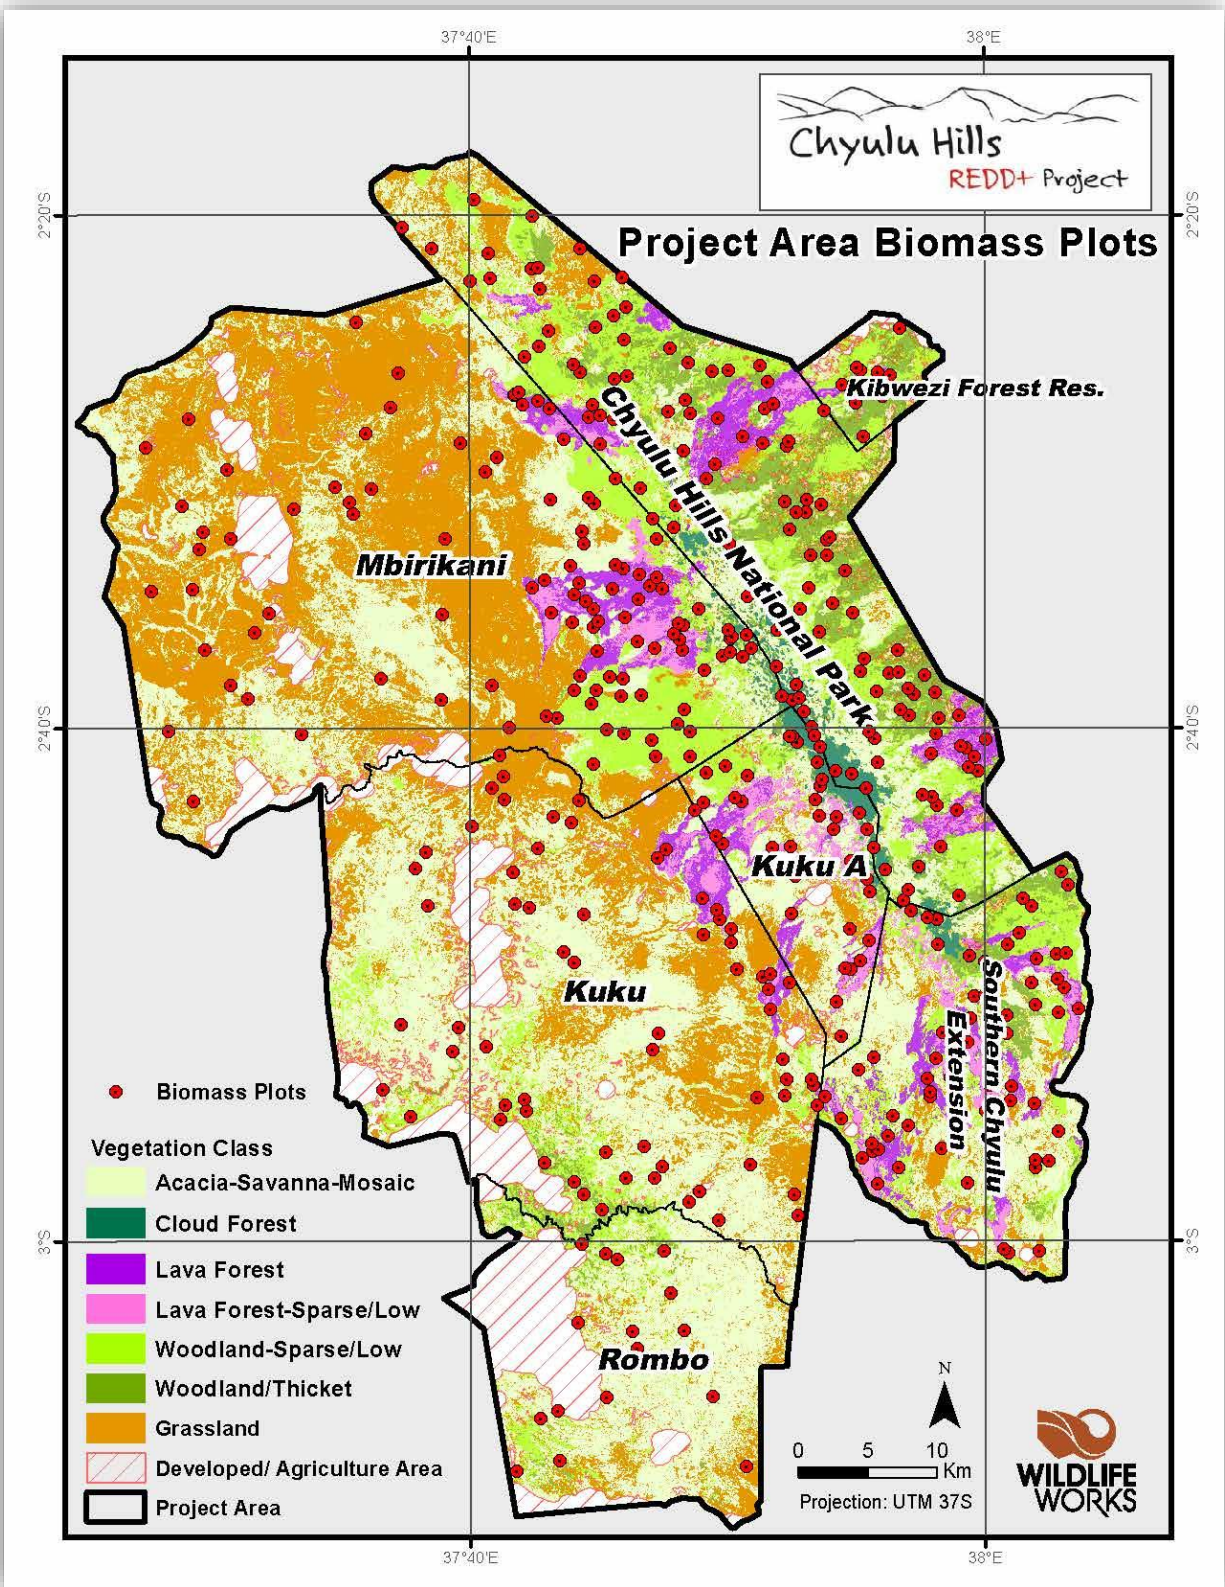 37°40'E
38°E
Chyulu Hills
REDD+ Project
2°20'S
2°20'S
Project Area Biomass Plots
Kibwezi Forest Res.
Chyulu Hills National Park
Mbirikani
2°40'S
2°40'S
Kuku A
Kuku
Southern Chyulu
Extension
Biomass Plots
Vegetation Class
Acacia-Savanna-Mosaic
Cloud Forest
Lava Forest
Lava Forest-Sparse/Low
Woodland-Sparse/Low
Woodland/Thicket
Grassland
Developed/ Agriculture Area
Project Area
3°S
3°S
Rombo
N
0 5 10
Km
Projection: UTM 37S
WILDLIFE
WORKS
37°40'E
38°E